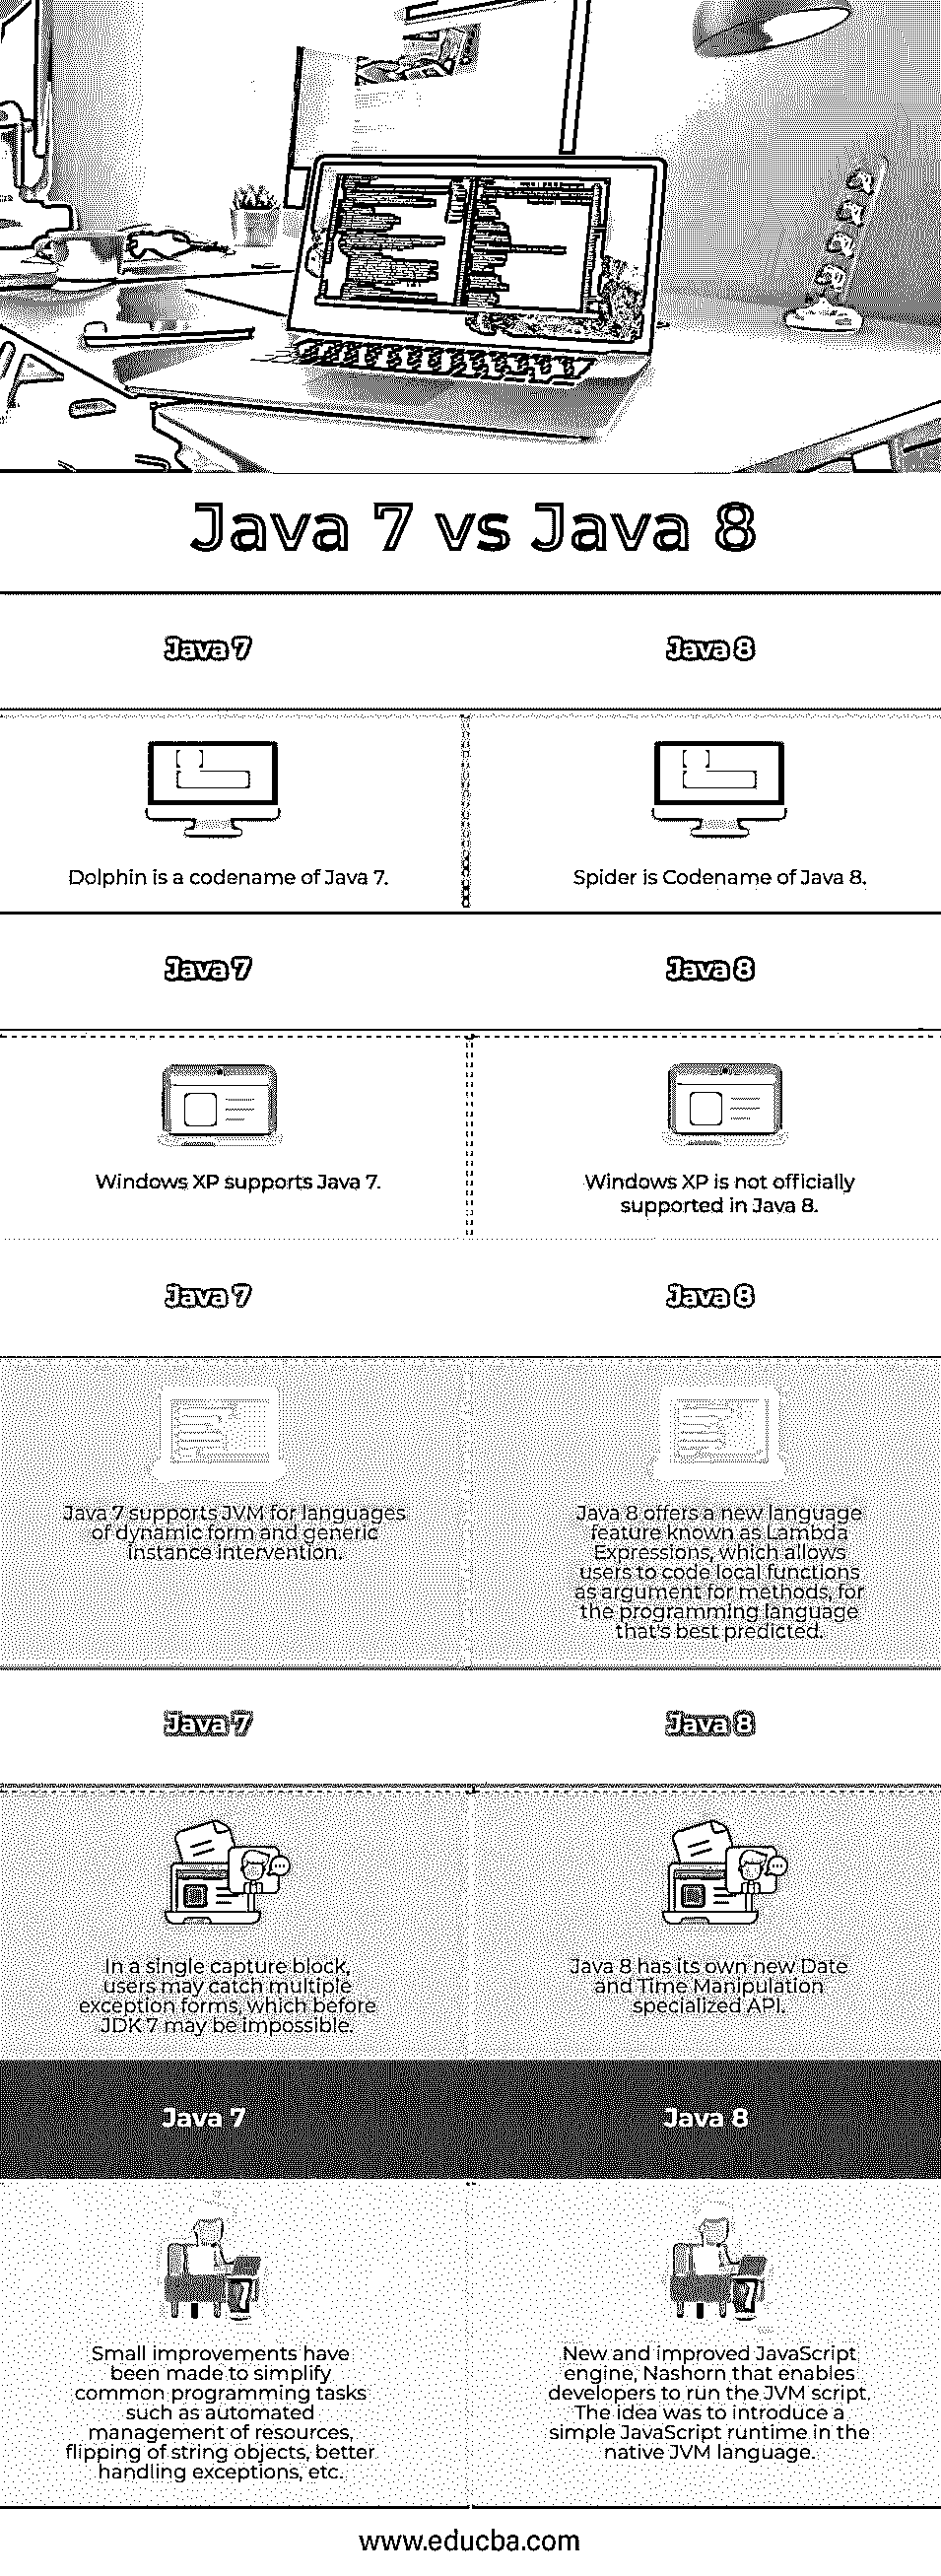 Java 7 vs Java 8
Java 7
Java 8
Dolphin is a codename of Java 7.
Spider is Codename of Java 8.
Java 7
Java 8
Windows XP supports Java 7.
Windows XP is not officially
supported in Java 8.
Java 7
Java 8
Java 7 supports JVM for languages
of dynamic form and generic
instance intervention.
Java 8 offers a new language
feature known as Lambda
Expressions, which allows
users to code local functions
as argument for methods, for
the programming language
that's best predicted.
Java 7
Java 8
In a single capture block,
users may catch multiple
exception forms, which before
JDK 7 may be impossible.
Java 8 has its own new Date
and Time Manipulation
specialized API.
Java 7
Java 8
Small improvements have
been made to simplify
common programming tasks
such as automated
management of resources,
flipping of string objects, better
handling exceptions, etc.
New and improved JavaScript
engine, Nashorn that enables
developers to run the JVM script.
The idea was to introduce a
simple JavaScript runtime in the
native JVM language.
www.educba.com